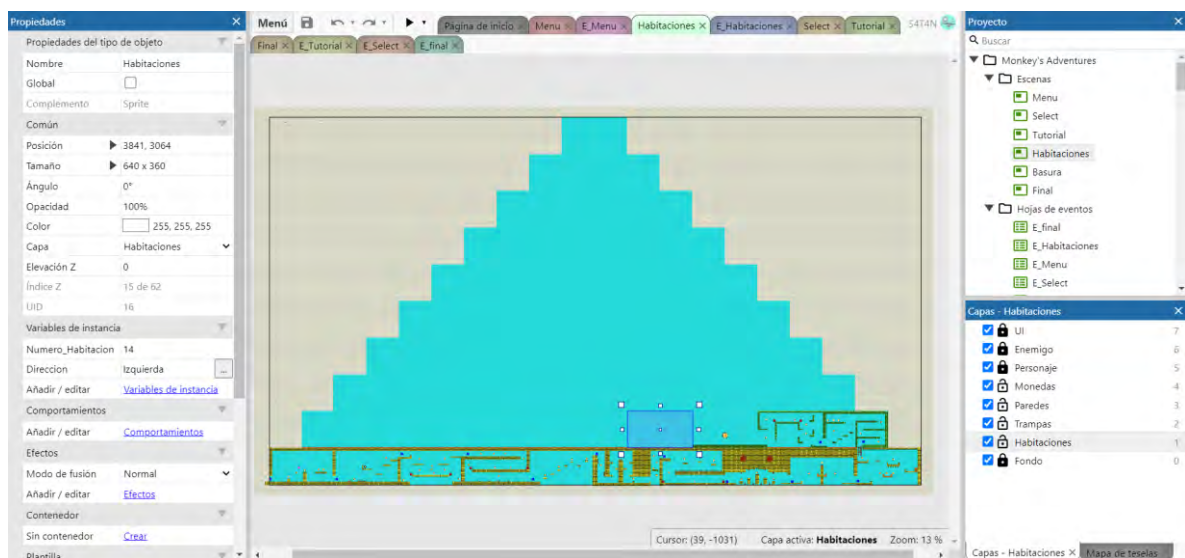 Propiedades
Propiedades del tipo de objeto
Nombre Habitaciones
Global
Complemento Sprite
Común
Posición 3841, 3064
Tamaño 640 x 360
Ángulo 0°
Opacidad 100%
Color 255, 255, 255
Capa Habitaciones
Elevación Z 0
Índice Z 15 de 62
UID 16
Variables de instancia
Numero_Habitacion 14
Direccion Izquierda ...
Añadir / editar Variables de instancia
Comportamientos
Añadir / editar Comportamientos
Efectos
Modo de fusión Normal
Añadir / editar Efectos
Contenedor
Sin contenedor Crear
Plantilla
Menú
Página de inicio Menu E_Menu Habitaciones E_Habitaciones Select Tutorial S4T4N
Final E_Tutorial E_Select E_final
Cursor: (39, -1031) Capa activa: Habitaciones Zoom: 13 %
Proyecto
Buscar
Monkey's Adventures
Escenas
Menu
Select
Tutorial
Habitaciones
Basura
Final
Hojas de eventos
E_final
E_Habitaciones
E_Menu
E_Select
Capas - Habitaciones
UI 7
Enemigo 6
Personaje 5
Monedas 4
Paredes 3
Trampas 2
Habitaciones 1
Fondo 0
Capas - Habitaciones Mapa de teselas